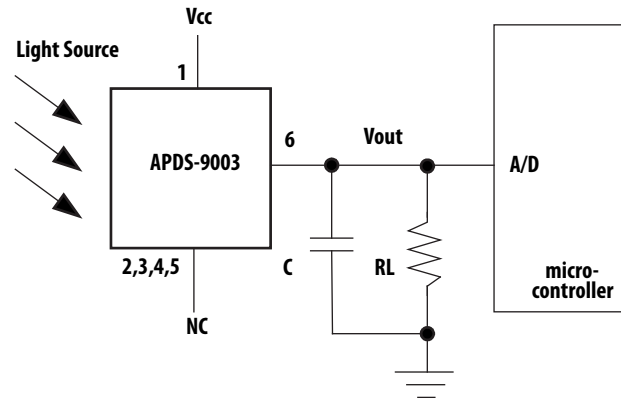 Vcc
Light Source
1
APDS-9003
6
Vout
A/D
2,3,4,5
C
RL
micro-
controller
NC